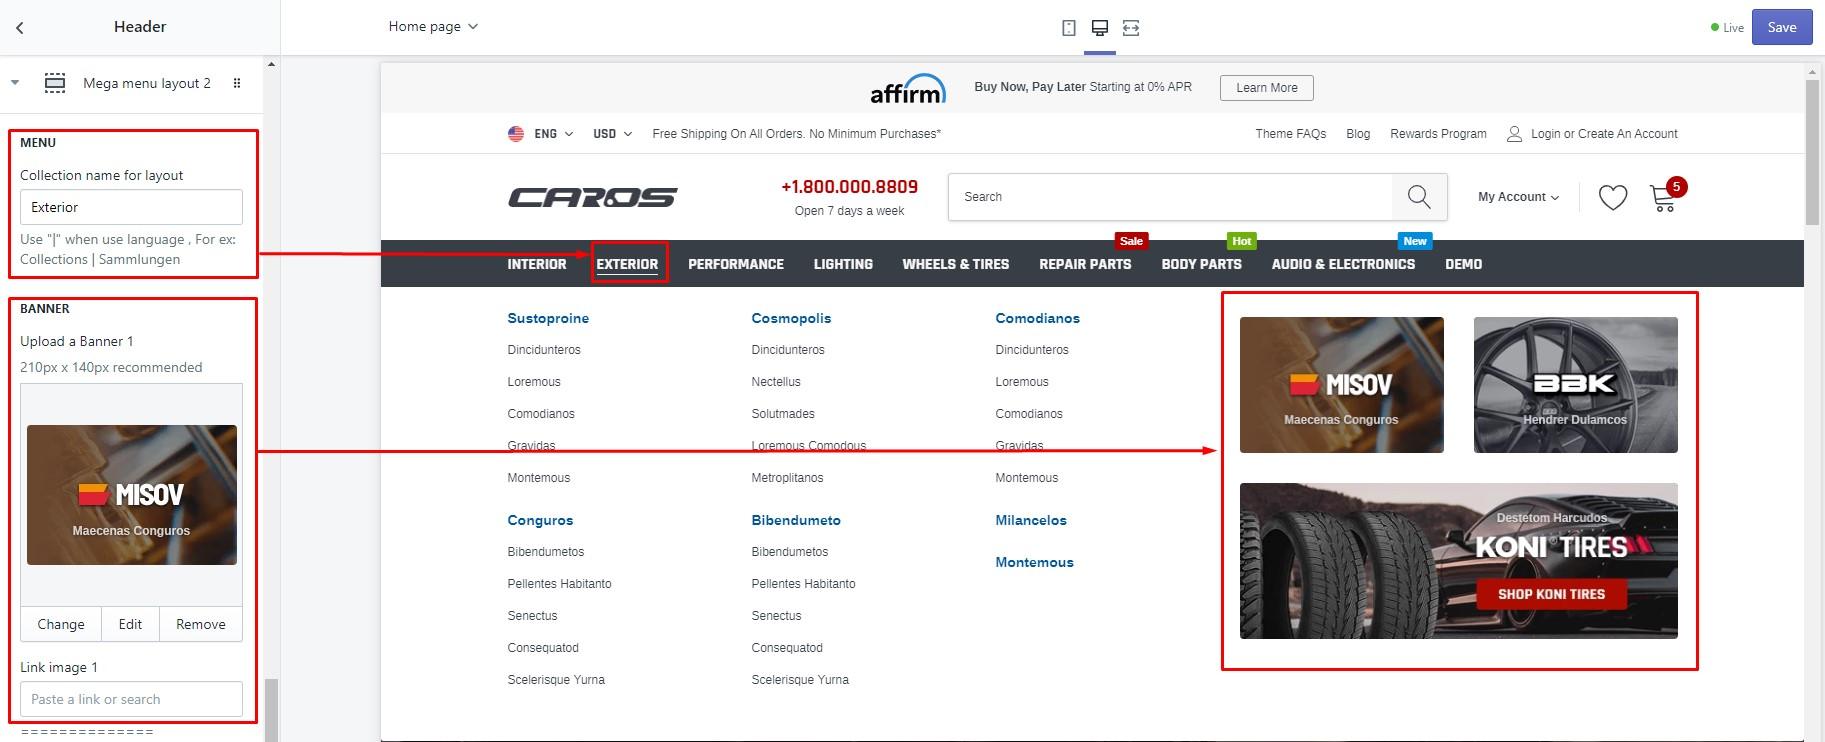 Header
Home page
Live
Save
Mega menu layout 2
MENU
Collection name for layout
Exterior
Use "|" when use language , For ex:
Collections | Sammlungen
BANNER
Upload a Banner 1
210px x 140px recommended
MISOV
Maecenas Conguros
Change
Edit
Remove
Link image 1
Paste a link or search
==============
affirm
Buy Now, Pay Later Starting at 0% APR
Learn More
ENG
USD
Free Shipping On All Orders. No Minimum Purchases*
Theme FAQs
Blog
Rewards Program
Login or Create An Account
CAROS
+1.800.000.8809
Open 7 days a week
Search
My Account
5
Sale
Hot
New
INTERIOR
EXTERIOR
PERFORMANCE
LIGHTING
WHEELS & TIRES
REPAIR PARTS
BODY PARTS
AUDIO & ELECTRONICS
DEMO
Sustoproine
Dincidunteros
Loremous
Comodianos
Gravidas
Montemous
Cosmopolis
Dincidunteros
Nectellus
Solutmades
Loremous Comodous
Metroplitanos
Comodianos
Dincidunteros
Loremous
Comodianos
Gravidas
Montemous
Conguros
Bibendumetos
Pellentes Habitanto
Senectus
Consequatod
Scelerisque Yurna
Bibendumeto
Bibendumetos
Pellentes Habitanto
Senectus
Consequatod
Scelerisque Yurna
Milancelos
Montemous
MISOV
Maecenas Conguros
BBK
Hendrer Dulamcos
Destetom Harcudos
KONI TIRES
SHOP KONI TIRES